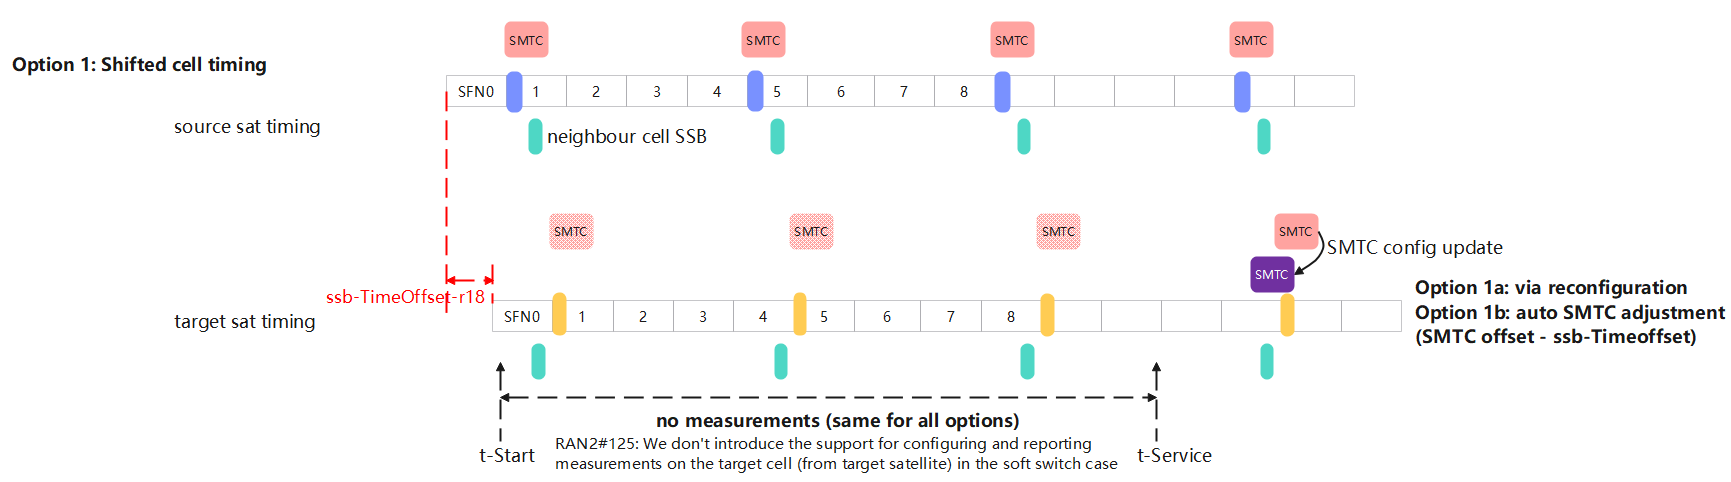 SMTC SMTC SMTC SMTC
Option 1: Shifted cell timing
SFN0 1 2 3 4 5 6 7 8
source sat timing
neighbour cell SSB
SMTC SMTC SMTC SMTC
SMTC config update
SMTC
ssb-TimeOffset-r18
Option 1a: via reconfiguration
target sat timing
SFN0 1 2 3 4 5 6 7 8
Option 1b: auto SMTC adjustment
(SMTC offset - ssb-Timeoffset)
no measurements (same for all options)
RAN2#125: We don't introduce the support for configuring and reporting
measurements on the target cell (from target satellite) in the soft switch case
t-Start
t-Service